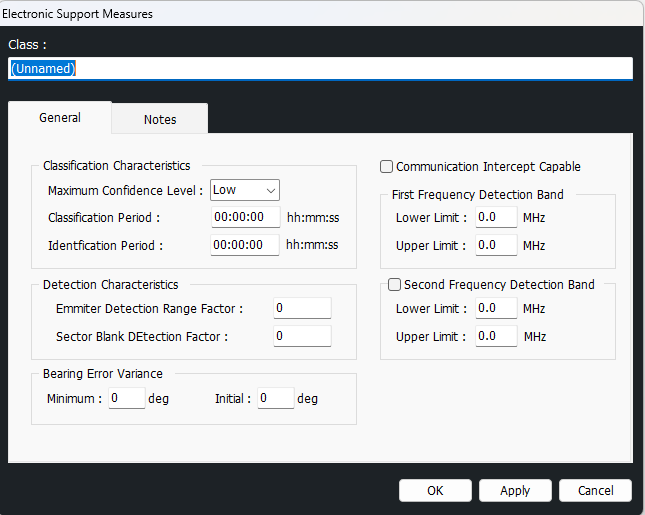 Electronic Support Measures
Class :
(Unnamed)
General Notes
Classification Characteristics
Maximum Confidence Level : Low
Classification Period : 00:00:00 hh:mm:ss
Identfication Period : 00:00:00 hh:mm:ss
Detection Characteristics
Emmiter Detection Range Factor : 0
Sector Blank DEtection Factor : 0
Bearing Error Variance
Minimum : 0 deg Initial : 0 deg
Communication Intercept Capable
First Frequency Detection Band
Lower Limit : 0.0 MHz
Upper Limit : 0.0 MHz
Second Frequency Detection Band
Lower Limit : 0.0 MHz
Upper Limit : 0.0 MHz
OK Apply Cancel